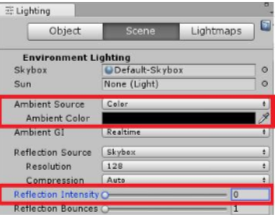 Lighting
Object Scene Lightmaps
Environment Lighting
Skybox Default-Skybox
Sun None (Light)
Ambient Source Color
Ambient Color
Ambient GI Realtime
Reflection Source Skybox
Resolution 128
Compression Auto
Reflection Intensity 0
Reflection Bounces 1